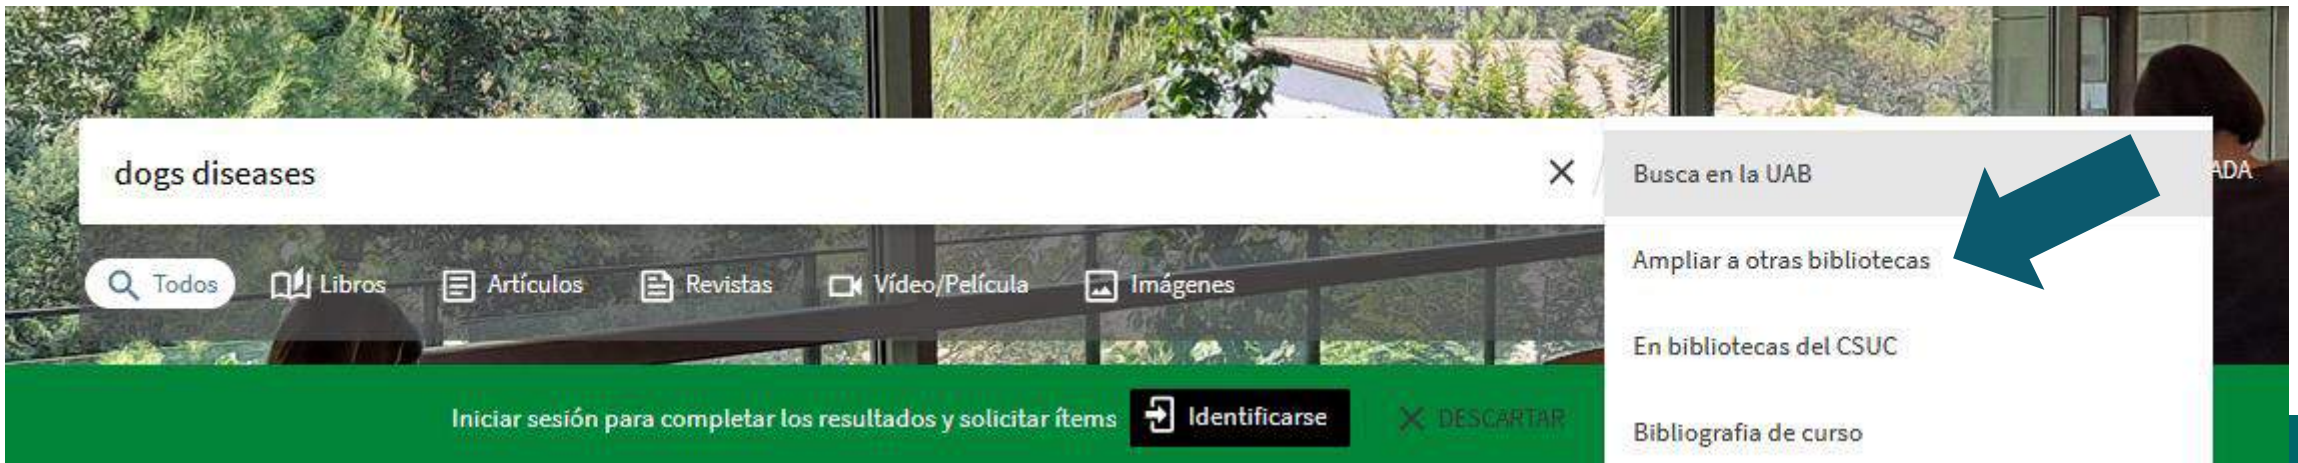 dogs diseases
Busca en la UAB
ADA
Ampliar a otras bibliotecas
Todos Libros Artículos Revistas Vídeo/Película Imágenes
En bibliotecas del CSUC
Iniciar sesión para completar los resultados y solicitar ítems Identificarse DESCARTAR
Bibliografia de curso